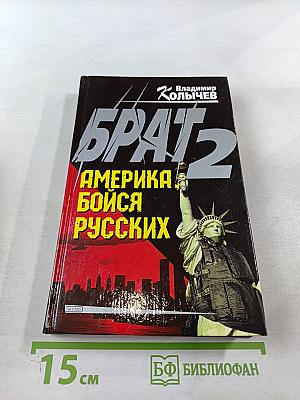 Владимир
КОЛЫЧЕВ
БРАТ 2
АМЕРИКА
БОЙСЯ
РУССКИХ
15 см
БФ БИБЛИОФАН